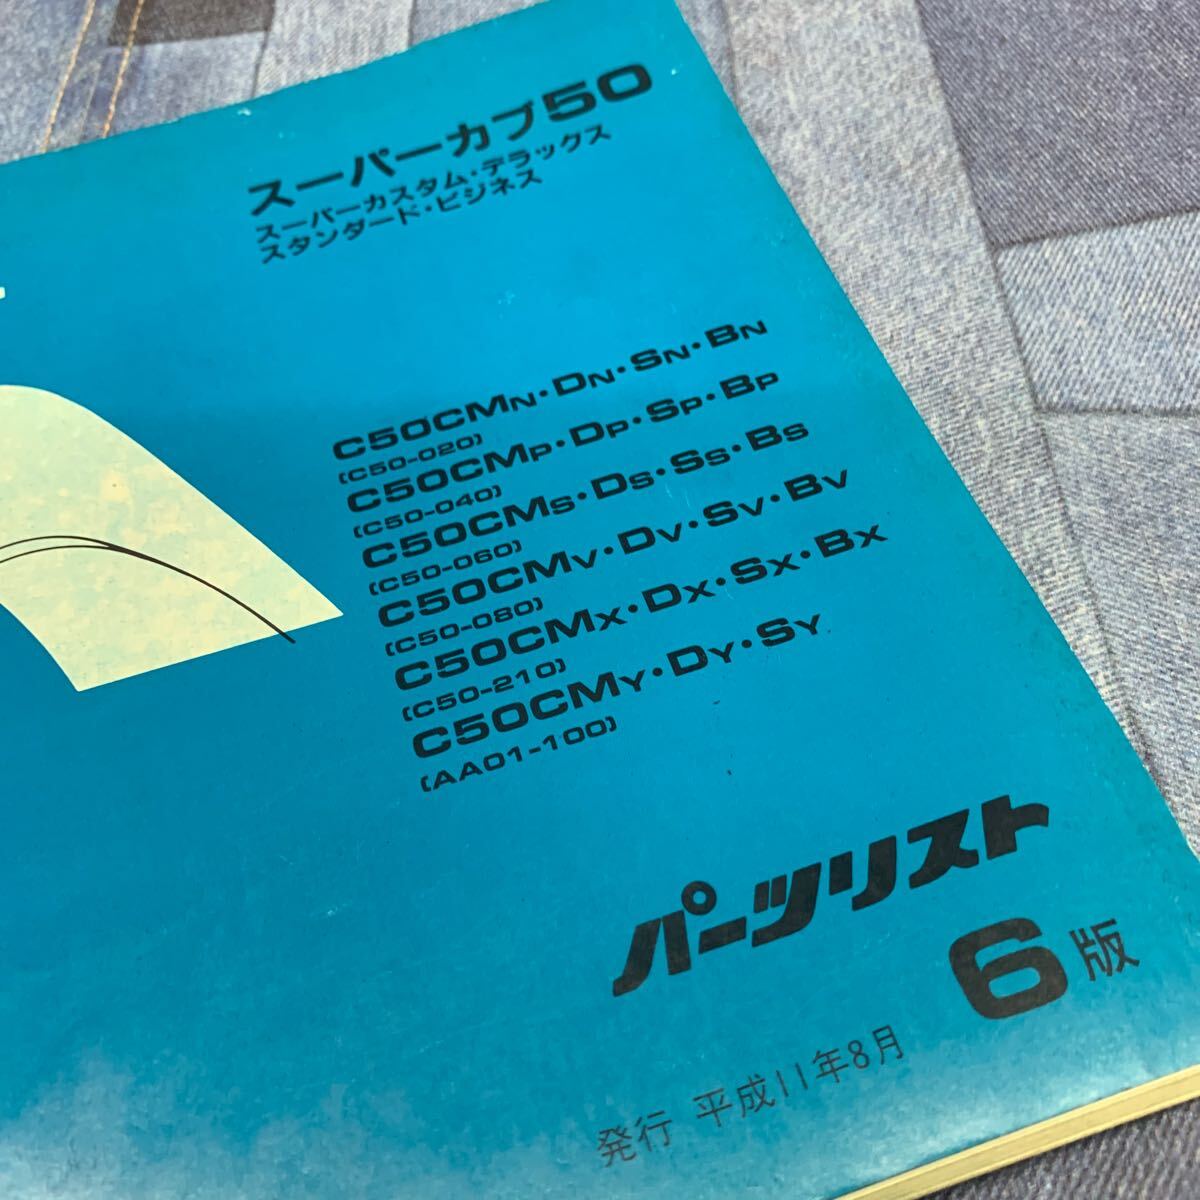 スーパーカブ50
スーパーカスタム・デラックス
スタンダード・ビジネス
C50CMN・DN・SN・BN
(C50-020)
C50CMP・DP・SP・BP
(C50-040)
C50CMS・DS・SS・BS
(C50-060)
C50CMV・DV・SV・BV
(C50-080)
C50CMX・DX・SX・BX
(C50-210)
C50CMY・DY・SY
(AA01-100)
パーツリスト
6版
発行 平成11年8月